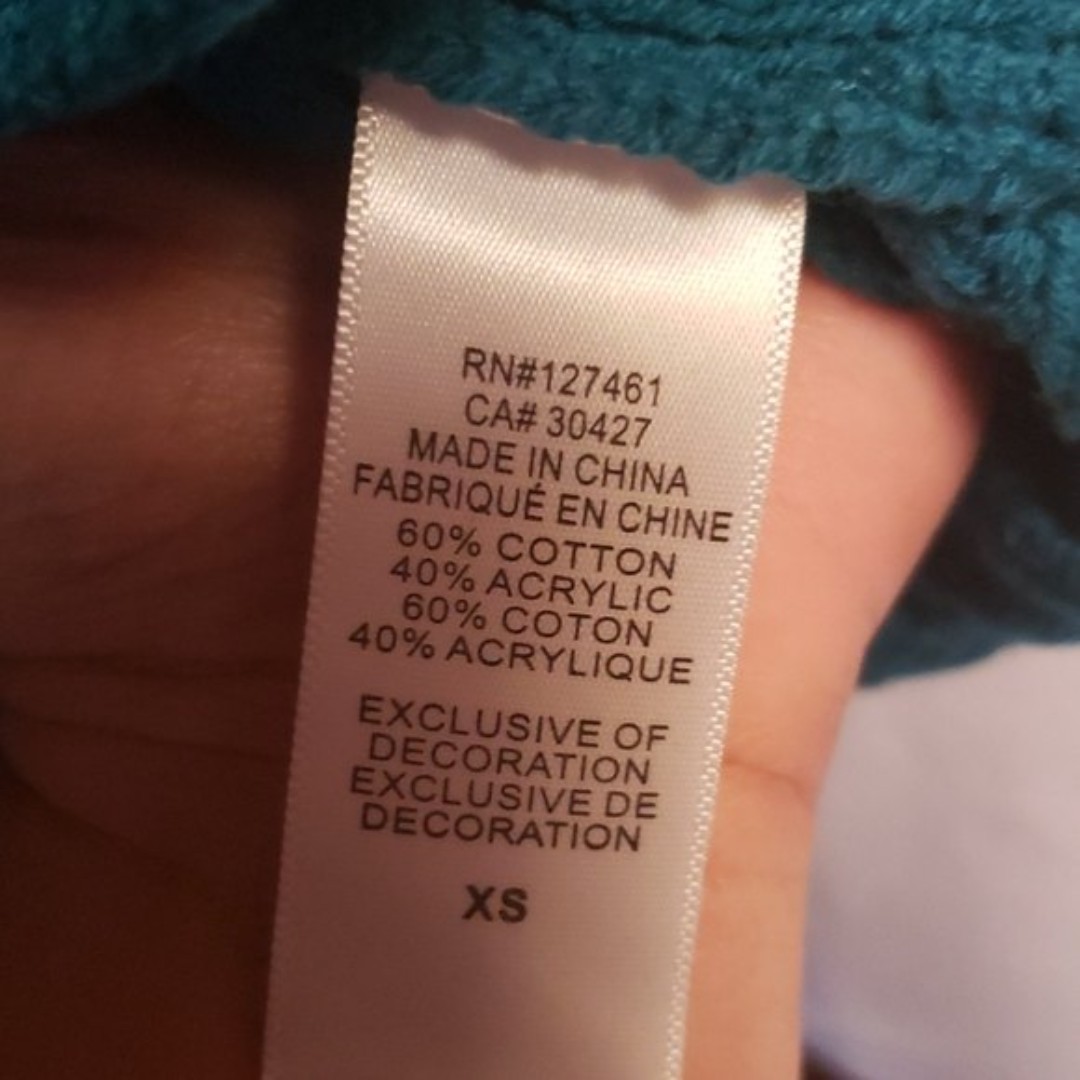 RN#127461
CA# 30427
MADE IN CHINA
FABRIQUÉ EN CHINE
60% COTTON
40% ACRYLIC
60% COTON
40% ACRYLIQUE
EXCLUSIVE OF
DECORATION
EXCLUSIVE DE
DECORATION
XS